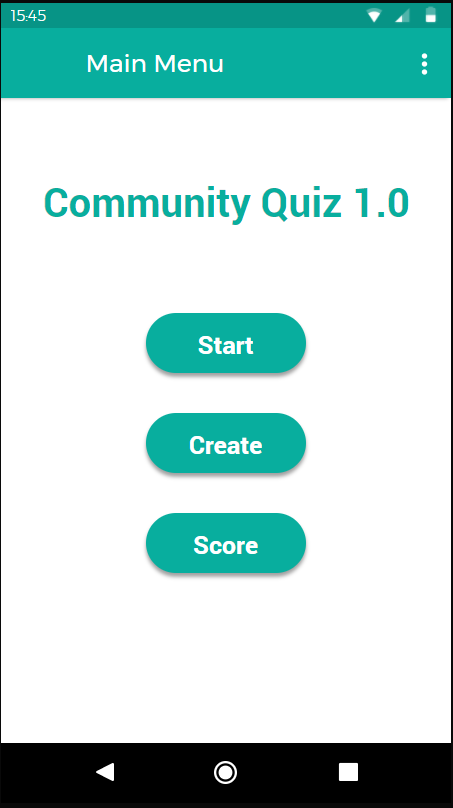 15:45
Main Menu
Community Quiz 1.0
Start
Create
Score